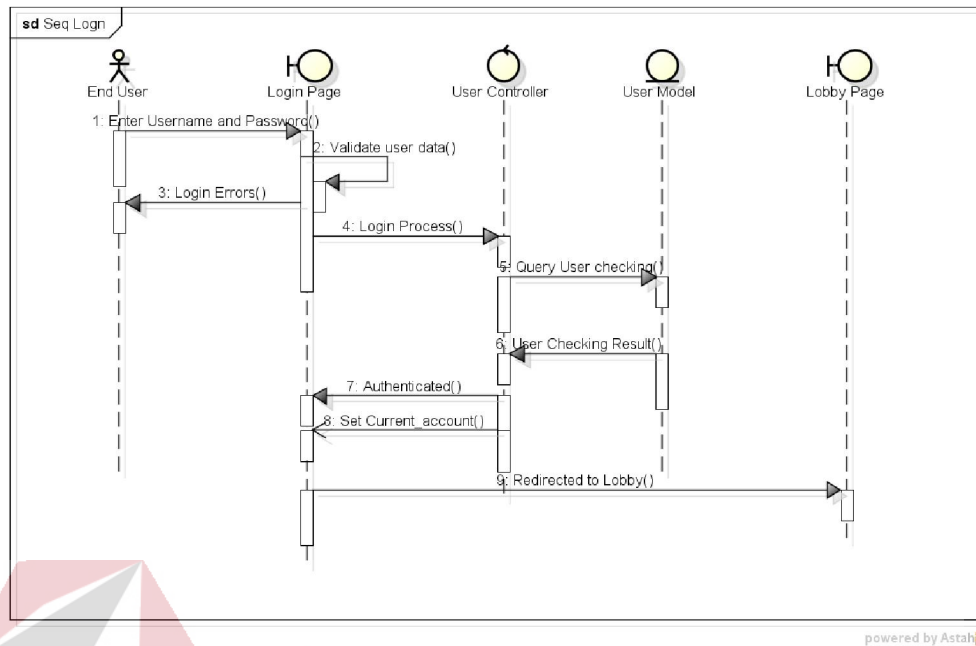 sd Seq Logn
End User
Login Page
User Controller
User Model
Lobby Page
1: Enter Username and Password()
2: Validate user data()
3: Login Errors()
4: Login Process()
5: Query User checking()
6: User Checking Result()
7: Authenticated()
8: Set Current_account()
9: Redirected to Lobby()
powered by Astah